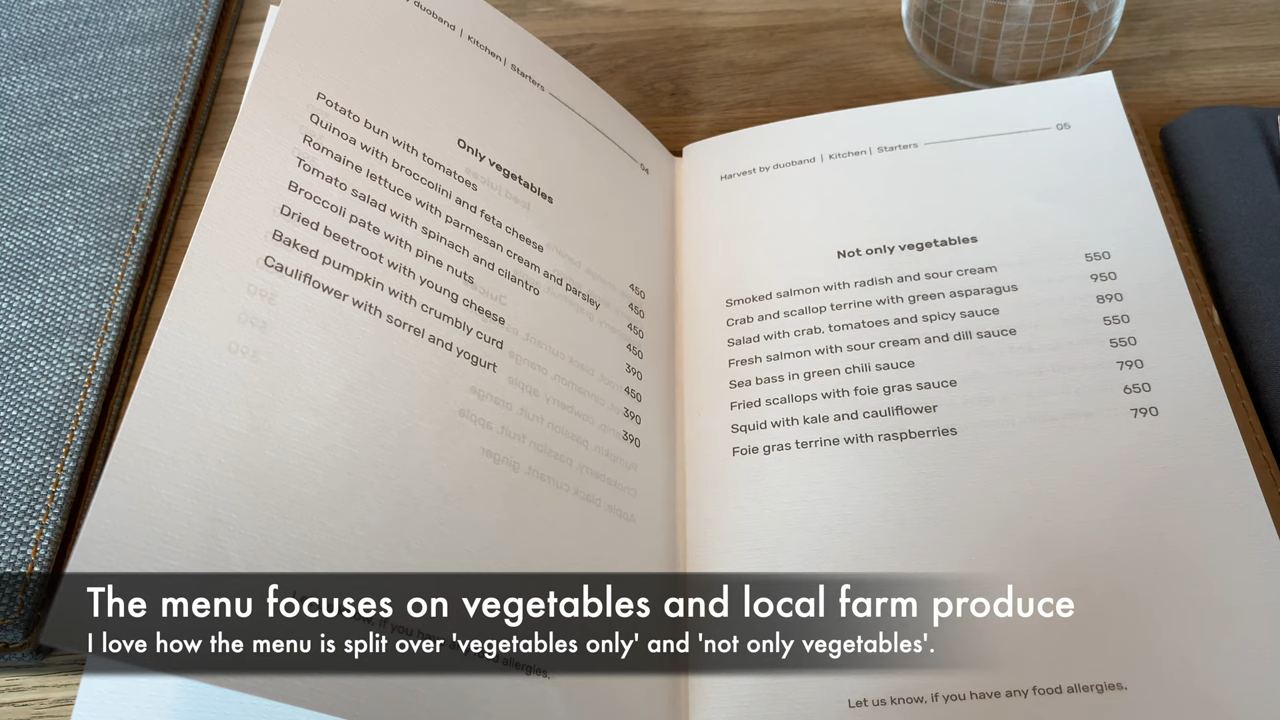 by duoband | Kitchen | Starters
04
Only vegetables
Potato bun with tomatoes 450
Quinoa with broccolini and feta cheese 450
Romaine lettuce with parmesan cream and parsley 450
Tomato salad with spinach and cilantro 450
Broccoli pate with pine nuts 390
Dried beetroot with young cheese 450
Baked pumpkin with crumbly curd 390
Cauliflower with sorrel and yogurt 390
know, if you have any food allergies.
Harvest by duoband | Kitchen | Starters
05
Not only vegetables
Smoked salmon with radish and sour cream 550
Crab and scallop terrine with green asparagus 950
Salad with crab, tomatoes and spicy sauce 890
Fresh salmon with sour cream and dill sauce 550
Sea bass in green chili sauce 550
Fried scallops with foie gras sauce 790
Squid with kale and cauliflower 650
Foie gras terrine with raspberries 790
Let us know, if you have any food allergies.
The menu focuses on vegetables and local farm produce
I love how the menu is split over 'vegetables only' and 'not only vegetables'.